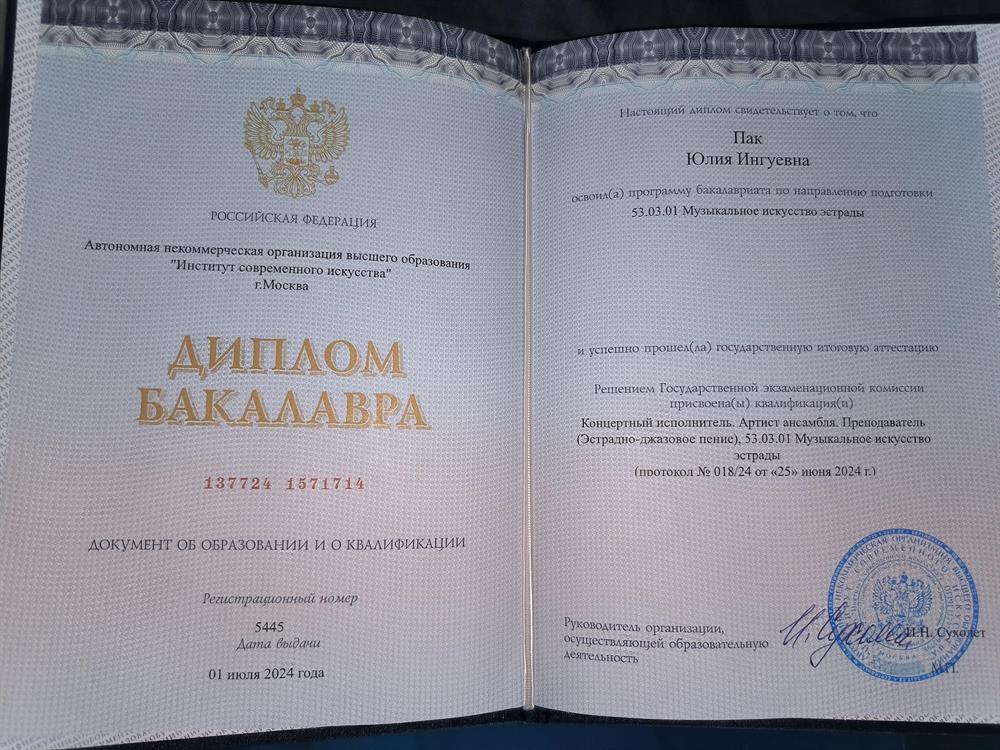 РОССИЙСКАЯ ФЕДЕРАЦИЯ
Автономная некоммерческая организация высшего образования
"Институт современного искусства"
г.Москва
ДИПЛОМ
БАКАЛАВРА
137724 1571714
ДОКУМЕНТ ОБ ОБРАЗОВАНИИ И О КВАЛИФИКАЦИИ
Регистрационный номер
5445
Дата выдачи
01 июля 2024 года
Настоящий диплом свидетельствует о том, что
Пак
Юлия Ингуевна
освоил(а) программу бакалавриата по направлению подготовки
53.03.01 Музыкальное искусство эстрады
и успешно прошел(ла) государственную итоговую аттестацию
Решением Государственной экзаменационной комиссии
присвоена(ы) квалификация(и)
Концертный исполнитель. Артист ансамбля. Преподаватель
(Эстрадно-джазовое пение), 53.03.01 Музыкальное искусство
эстрады
(протокол № 018/24 от «25» июня 2024 г.)
Руководитель организации,
осуществляющей образовательную
деятельность
И.Н. Сухолет
М.П.